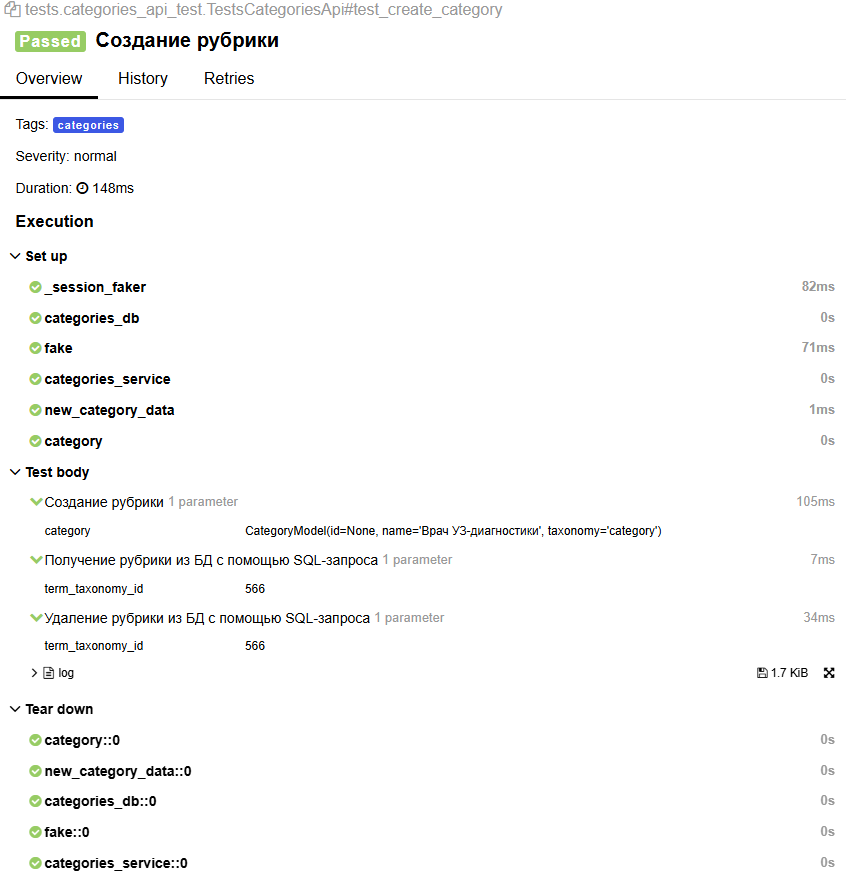 tests.categories_api_test.TestsCategoriesApi#test_create_category
Passed Создание рубрики
Overview History Retries
Tags: categories
Severity: normal
Duration: 148ms
Execution
Set up
_session_faker 82ms
categories_db 0s
fake 71ms
categories_service 0s
new_category_data 1ms
category 0s
Test body
Создание рубрики 1 parameter 105ms
category CategoryModel(id=None, name='Врач УЗ-диагностики', taxonomy='category')
Получение рубрики из БД с помощью SQL-запроса 1 parameter 7ms
term_taxonomy_id 566
Удаление рубрики из БД с помощью SQL-запроса 1 parameter 34ms
term_taxonomy_id 566
log 1.7 KiB
Tear down
category::0 0s
new_category_data::0 0s
categories_db::0 0s
fake::0 0s
categories_service::0 0s